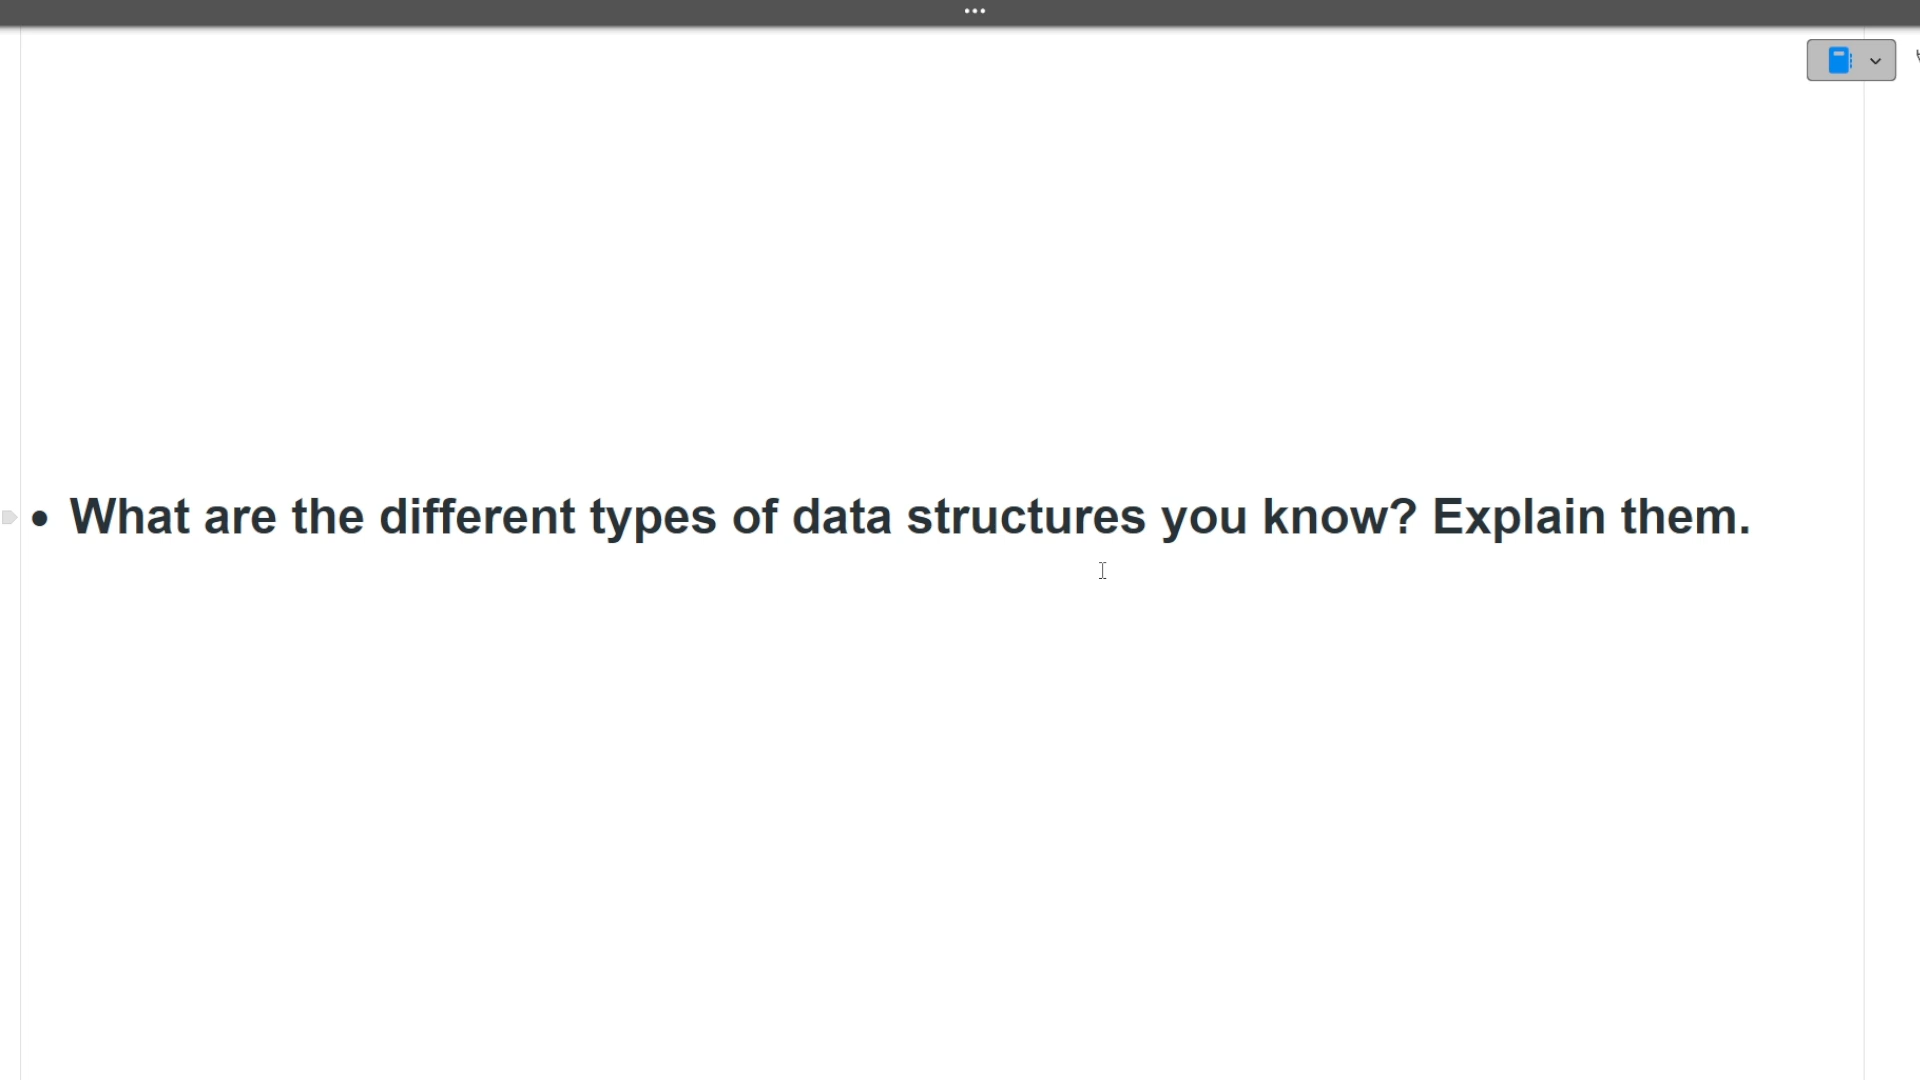 • What are the different types of data structures you know? Explain them.